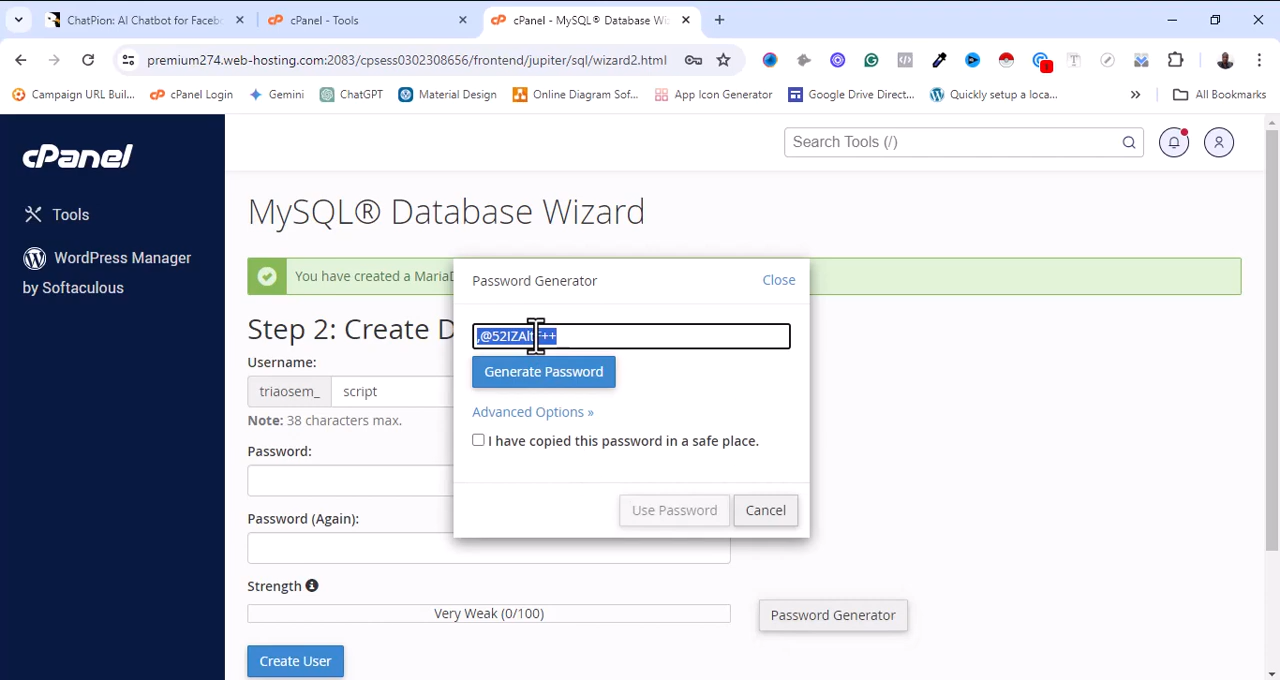 ChatPion: AI Chatbot for Facebo
cPanel - Tools
cPanel - MySQL® Database Wi
premium274.web-hosting.com:2083/cpsess0302309656/frontend/jupiter/sql/wizard2.html
Campaign URL Buil...
cPanel Login
Gemini
ChatGPT
Material Design
Online Diagram Sof...
App Icon Generator
Google Drive Direct...
Quickly setup a loca...
All Bookmarks
cPanel
Tools
WordPress Manager
by Softaculous
Search Tools (/)
MySQL® Database Wizard
You have created a MariaD
Step 2: Create D
Username:
triaosem_
script
Note: 38 characters max.
Password:
Password (Again):
Strength
Very Weak (0/100)
Password Generator
Create User
Password Generator
Close
Generate Password
Advanced Options »
I have copied this password in a safe place.
Use Password
Cancel